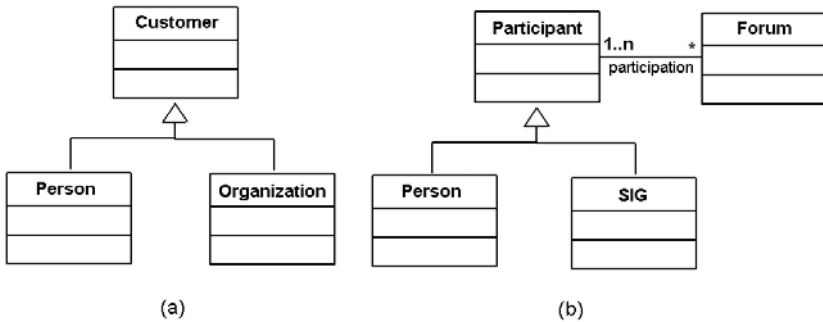 Customer
Person
Organization
(a)
Participant
1..n
*
participation
Forum
Person
SIG
(b)